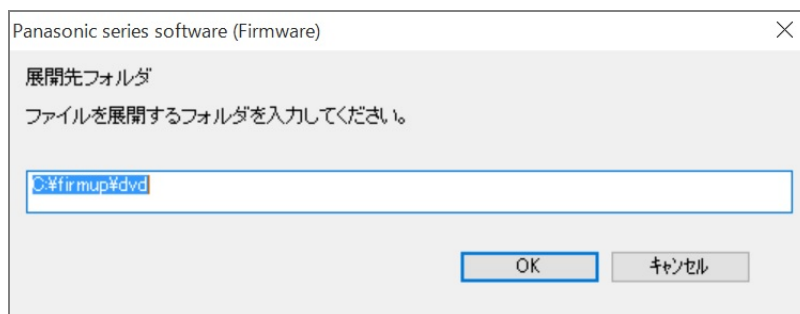 Panasonic series software (Firmware)
展開先フォルダ
ファイルを展開するフォルダを入力してください。
C:¥firmup¥dvd
OK
キャンセル